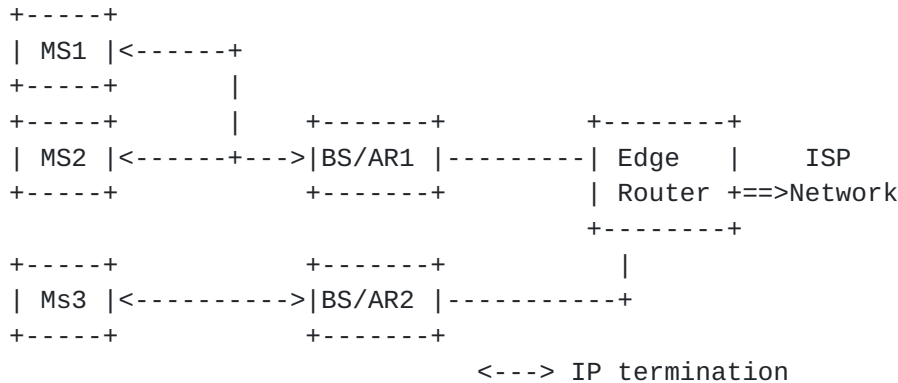 +-----+
| MS1 |<------+
+-----+       |
+-----+       |    +-------+         +--------+
| MS2 |<------+--->|BS/AR1 |---------| Edge   |    ISP
+-----+            +-------+         | Router +==>Network
                                     +--------+
+-----+            +-------+           |
| Ms3 |<---------->|BS/AR2 |-----------+
+-----+            +-------+
                              <---> IP termination